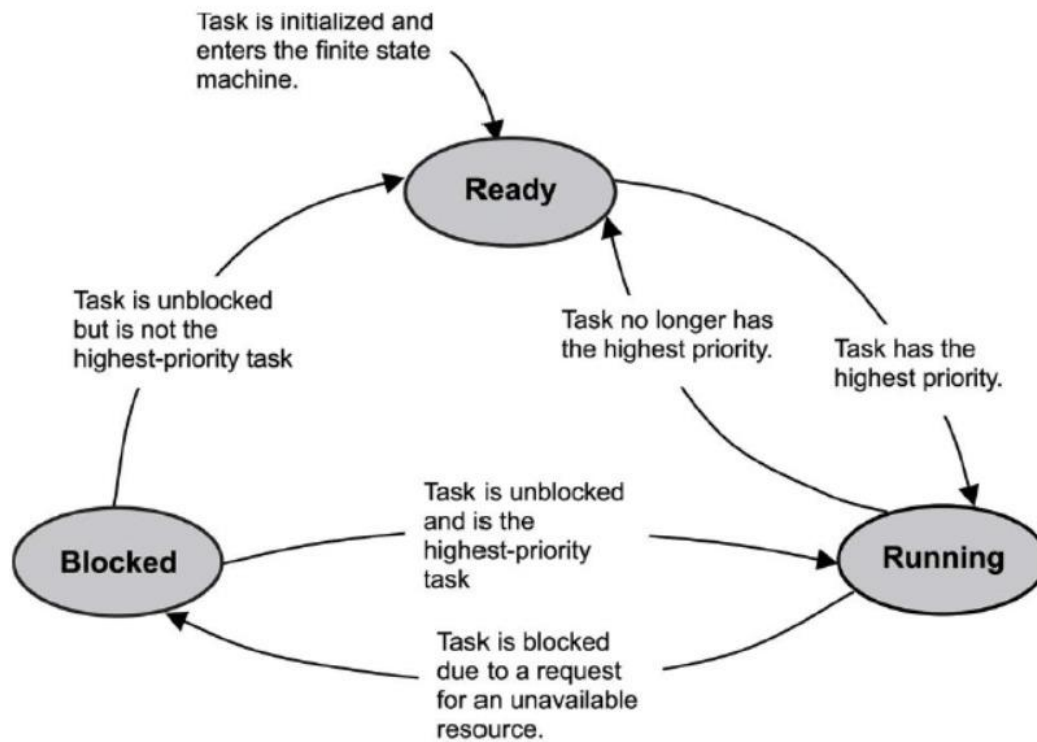 Task is initialized and
enters the finite state
machine.
Ready
Task is unblocked
but is not the
highest-priority task
Task no longer has
the highest priority.
Task has the
highest priority.
Blocked
Task is unblocked
and is the
highest-priority
task
Running
Task is blocked
due to a request
for an unavailable
resource.